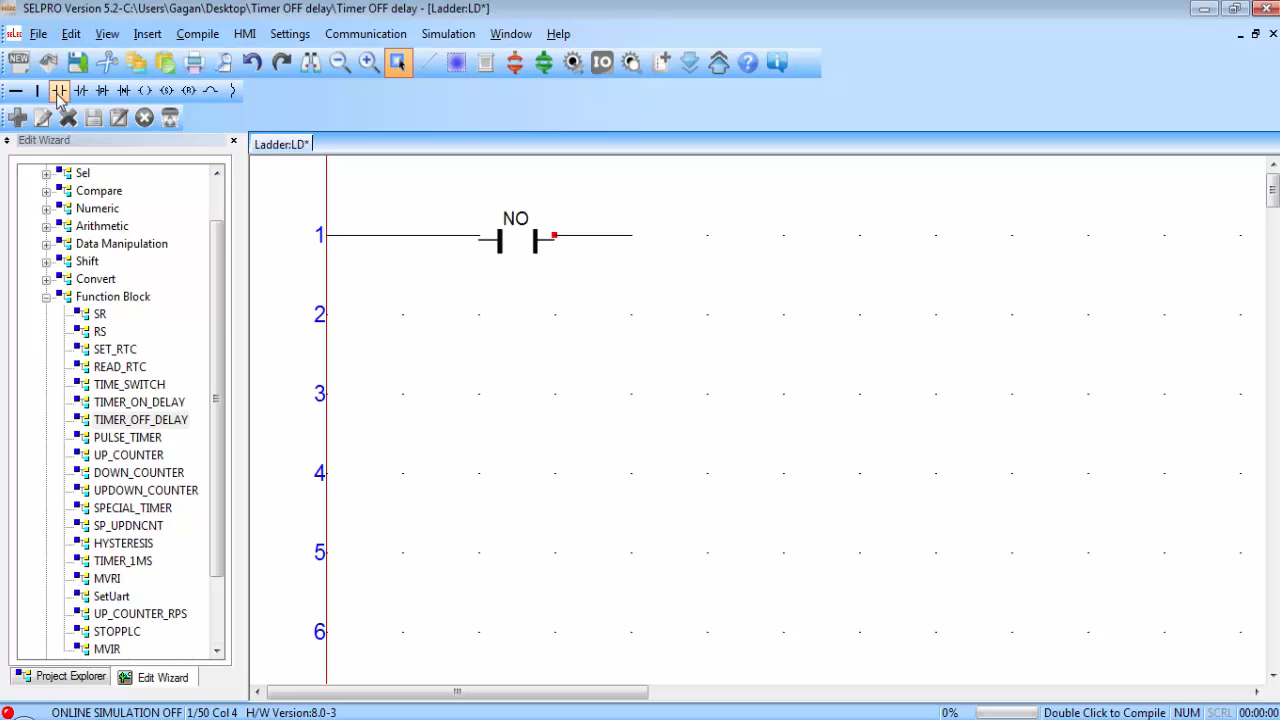 SELPRO Version 5.2-C:\Users\Gagan\Desktop\Timer OFF delay\Timer OFF delay - [Ladder:LD*]
File Edit View Insert Compile HMI Settings Communication Simulation Window Help
NEW IO
Edit Wizard
Ladder:LD*
Sel
Compare
Numeric
Arithmetic
Data Manipulation
Shift
Convert
Function Block
SR
RS
SET_RTC
READ_RTC
TIME_SWITCH
TIMER_ON_DELAY
TIMER_OFF_DELAY
PULSE_TIMER
UP_COUNTER
DOWN_COUNTER
UPDOWN_COUNTER
SPECIAL_TIMER
SP_UPDNCNT
HYSTERESIS
TIMER_1MS
MVRI
SetUart
UP_COUNTER_RPS
STOPPLC
MVIR
Project Explorer Edit Wizard
NO
1
2
3
4
5
6
ONLINE SIMULATION OFF 1/50 Col 4 H/W Version:8.0-3 0% Double Click to Compile NUM SCRL 00:00:00